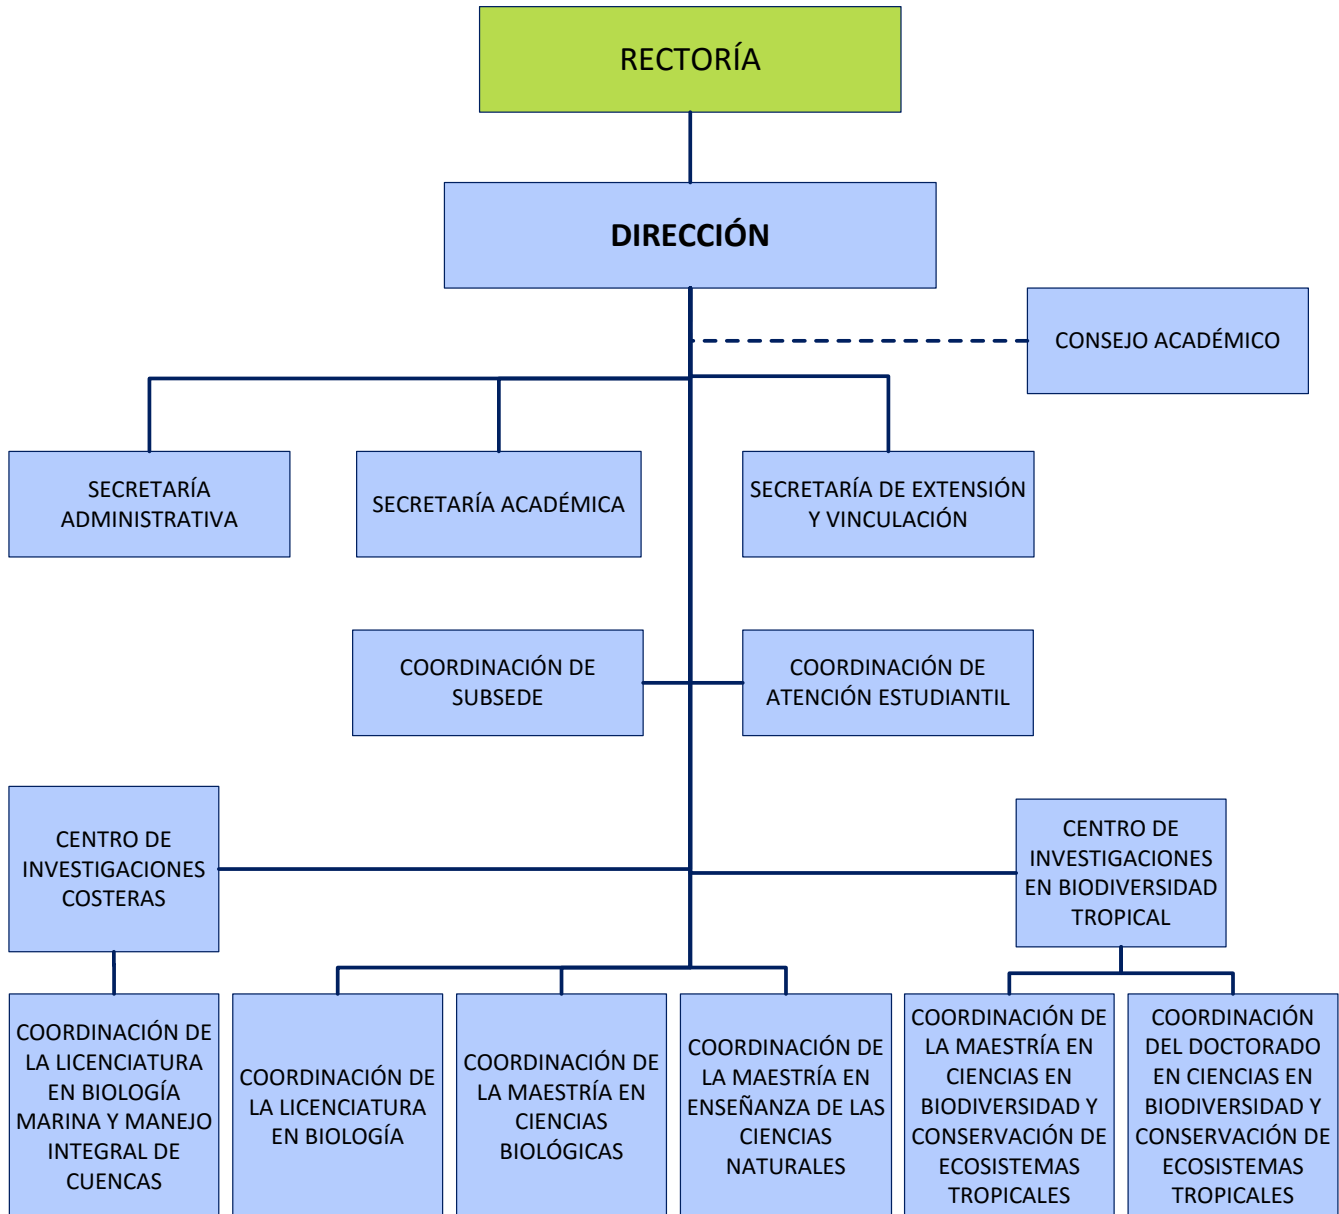 RECTORÍA
DIRECCIÓN
CONSEJO ACADÉMICO
SECRETARÍA
ADMINISTRATIVA
SECRETARÍA ACADÉMICA
SECRETARÍA DE EXTENSIÓN
Y VINCULACIÓN
COORDINACIÓN DE
SUBSEDE
COORDINACIÓN DE
ATENCIÓN ESTUDIANTIL
CENTRO DE
INVESTIGACIONES
COSTERAS
CENTRO DE
INVESTIGACIONES
EN BIODIVERSIDAD
TROPICAL
COORDINACIÓN DE
LA LICENCIATURA
EN BIOLOGÍA
MARINA Y MANEJO
INTEGRAL DE
CUENCAS
COORDINACIÓN DE
LA LICENCIATURA
EN BIOLOGÍA
COORDINACIÓN DE
LA MAESTRÍA EN
CIENCIAS
BIOLÓGICAS
COORDINACIÓN DE
LA MAESTRÍA EN
ENSEÑANZA DE LAS
CIENCIAS
NATURALES
COORDINACIÓN DE
LA MAESTRÍA EN
CIENCIAS EN
BIODIVERSIDAD Y
CONSERVACIÓN DE
ECOSISTEMAS
TROPICALES
COORDINACIÓN
DEL DOCTORADO
EN CIENCIAS EN
BIODIVERSIDAD Y
CONSERVACIÓN DE
ECOSISTEMAS
TROPICALES